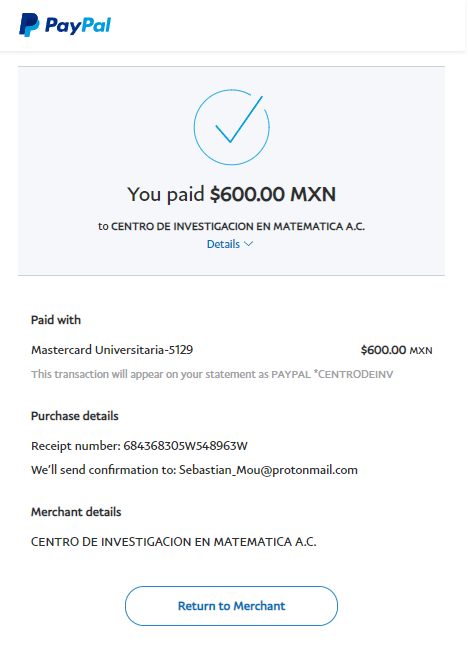 PayPal
You paid $600.00 MXN
to CENTRO DE INVESTIGACION EN MATEMATICA A.C.
Details
Paid with
Mastercard Universitaria-5129 $600.00 MXN
This transaction will appear on your statement as PAYPAL *CENTRODEINV
Purchase details
Receipt number: 684368305W548963W
We'll send confirmation to: Sebastian_Mou@protonmail.com
Merchant details
CENTRO DE INVESTIGACION EN MATEMATICA A.C.
Return to Merchant